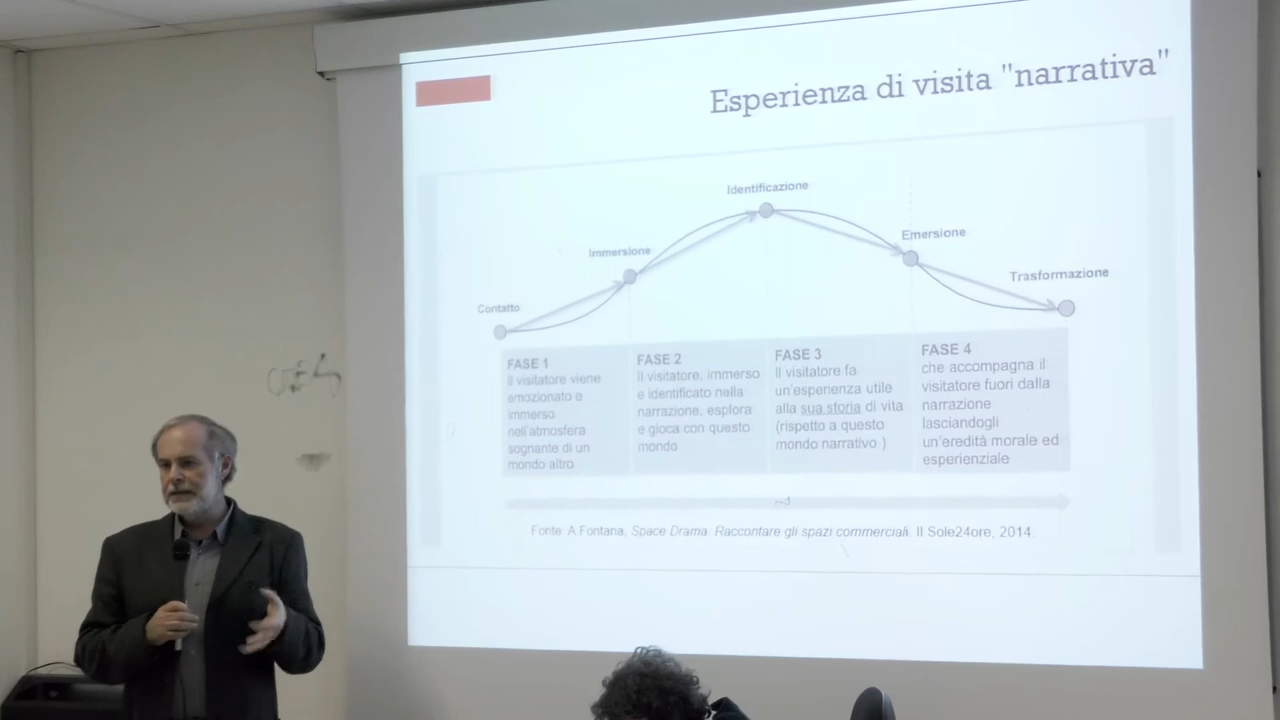 Esperienza di visita "narrativa"
Identificazione
Immersione
Emersione
Contatto
Trasformazione
FASE 1
Il visitatore viene
emozionato e
immerso
nell'atmosfera
sognante di un
mondo altro
FASE 2
Il visitatore, immerso
e identificato nella
narrazione, esplora
e gioca con questo
mondo
FASE 3
Il visitatore fa
un'esperienza utile
alla sua storia di vita
(rispetto a questo
mondo narrativo )
FASE 4
che accompagna il
visitatore fuori dalla
narrazione
lasciandogli
un'eredità morale ed
esperienziale
Fonte: A.Fontana, Space Drama. Raccontare gli spazi commerciali. Il Sole24ore, 2014.